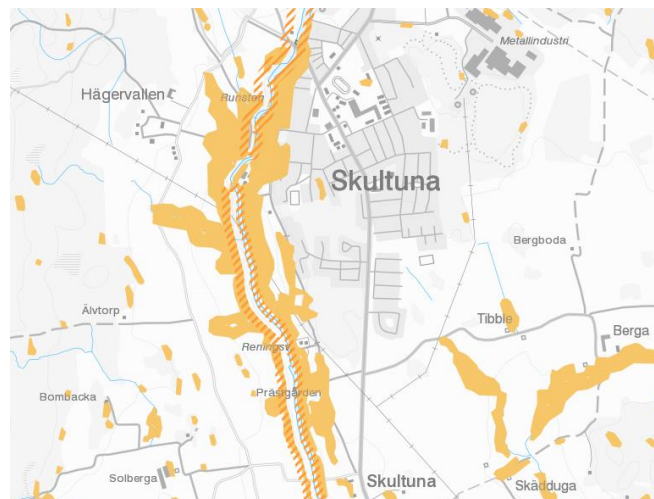 Metallindustri
Hägervallen
Runsten
Skultuna
Bergboda
Älvtorp
Tibble
Berga
Reningsv
Bombacka
Prästgården
Solberga
Skultuna
Skädduga